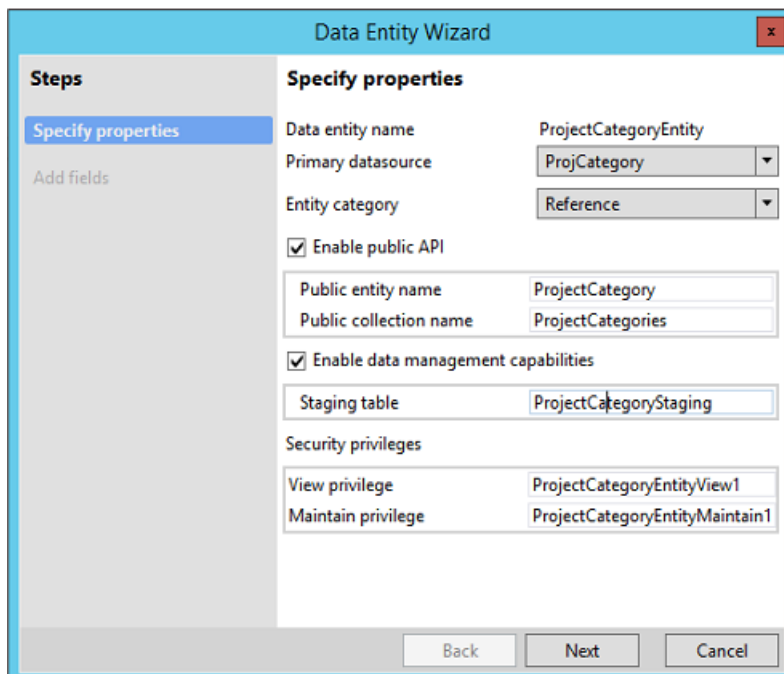 Data Entity Wizard
x
Steps
Specify properties
Add fields
Specify properties
Data entity name ProjectCategoryEntity
Primary datasource ProjCategory
Entity category Reference
Enable public API
Public entity name ProjectCategory
Public collection name ProjectCategories
Enable data management capabilities
Staging table ProjectCategoryStaging
Security privileges
View privilege ProjectCategoryEntityView1
Maintain privilege ProjectCategoryEntityMaintain1
Back Next Cancel